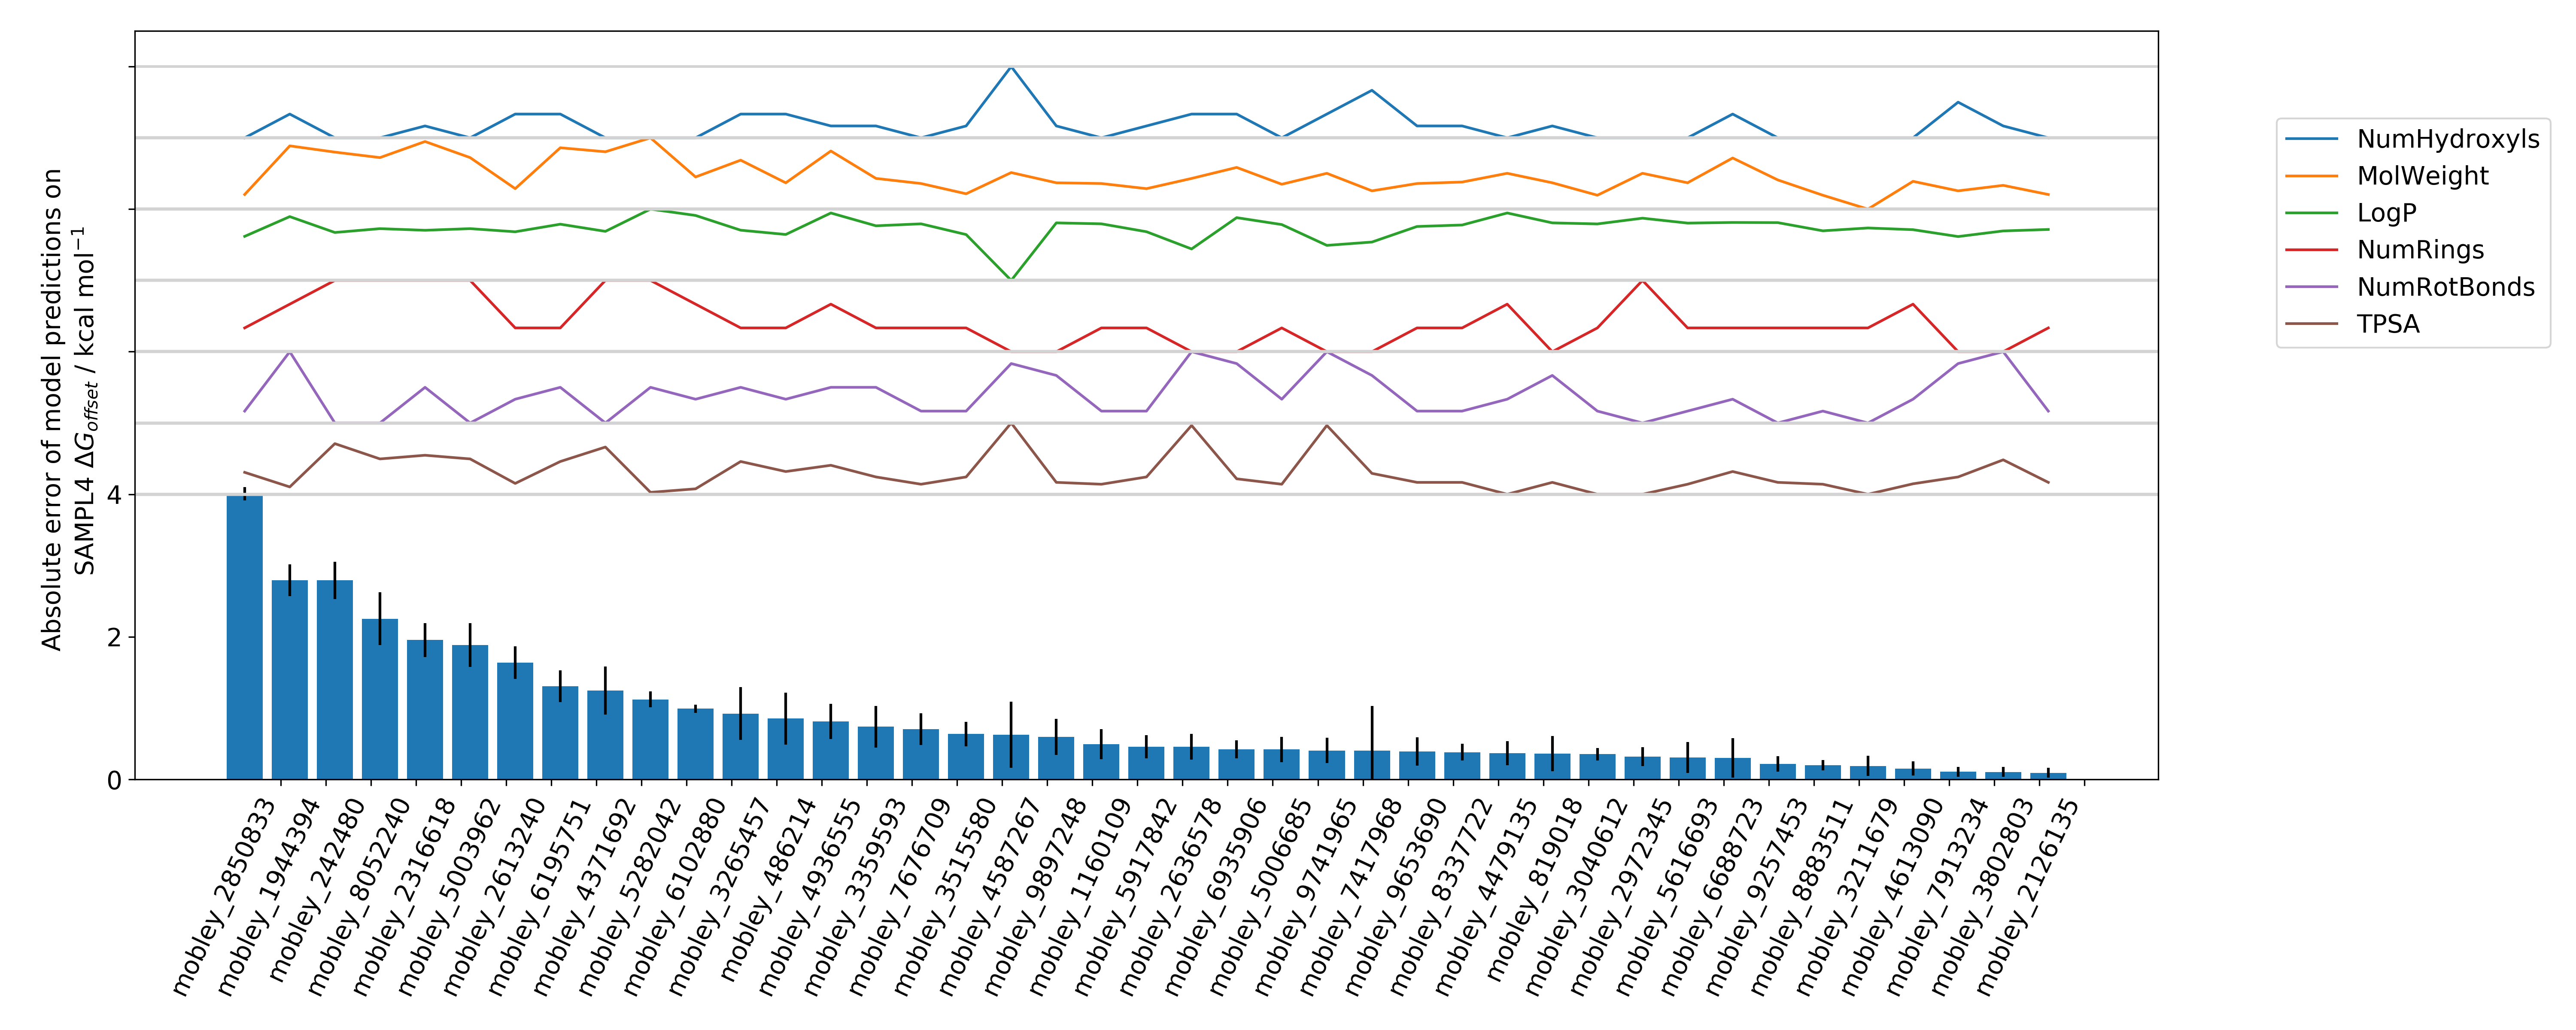 Absolute error of model predictions on
SAMPL4 ΔG_offset / kcal mol⁻¹
4
2
0
NumHydroxyls
MolWeight
LogP
NumRings
NumRotBonds
TPSA
mobley_2850833
mobley_1944394
mobley_242480
mobley_8052240
mobley_2316618
mobley_5003962
mobley_2613240
mobley_6195751
mobley_4371692
mobley_5282042
mobley_6102880
mobley_3265457
mobley_486214
mobley_4936555
mobley_3359593
mobley_7676709
mobley_3515580
mobley_4587267
mobley_9897248
mobley_1160109
mobley_5917842
mobley_2636578
mobley_6935906
mobley_5006685
mobley_9741965
mobley_7417968
mobley_9653690
mobley_8337722
mobley_4479135
mobley_819018
mobley_3040612
mobley_2972345
mobley_5616693
mobley_6688723
mobley_9257453
mobley_8883511
mobley_3211679
mobley_4613090
mobley_7913234
mobley_3802803
mobley_2126135